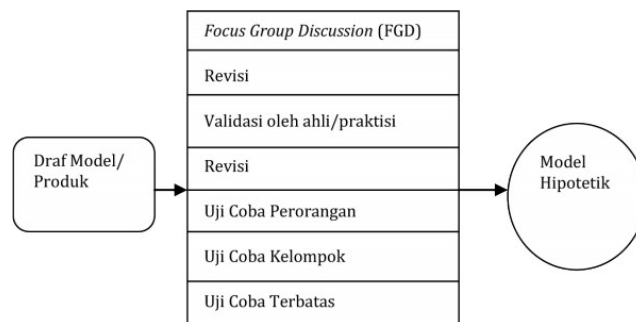 Draf Model/
Produk
Focus Group Discussion (FGD)
Revisi
Validasi oleh ahli/praktisi
Revisi
Uji Coba Perorangan
Uji Coba Kelompok
Uji Coba Terbatas
Model
Hipotetik